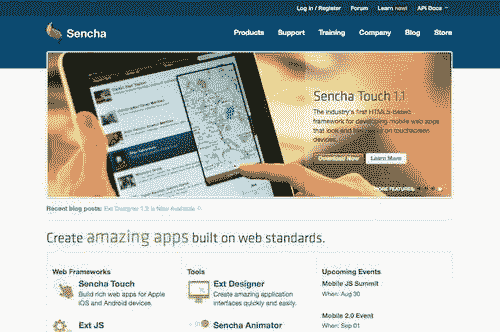 Log in / Register Forum Learn now! API Docs
Sencha
Products Support Training Company Blog Store
Sencha Touch 1.1
The industry's first HTML5-based
framework for developing mobile web apps
that look and feel native on touchscreen
devices.
Download Now Learn More
MORE FEATURES:
Recent blog posts: Ext Designer 1.2 is Now Available
Create amazing apps built on web standards.
Web Frameworks Tools Upcoming Events
Sencha Touch Ext Designer Mobile JS Summit
Build rich web apps for Apple Create amazing application When: Aug 30
iOS and Android devices. interfaces quickly and easily.
Mobile 2.0 Event
Ext JS Sencha Animator When: Sep 01